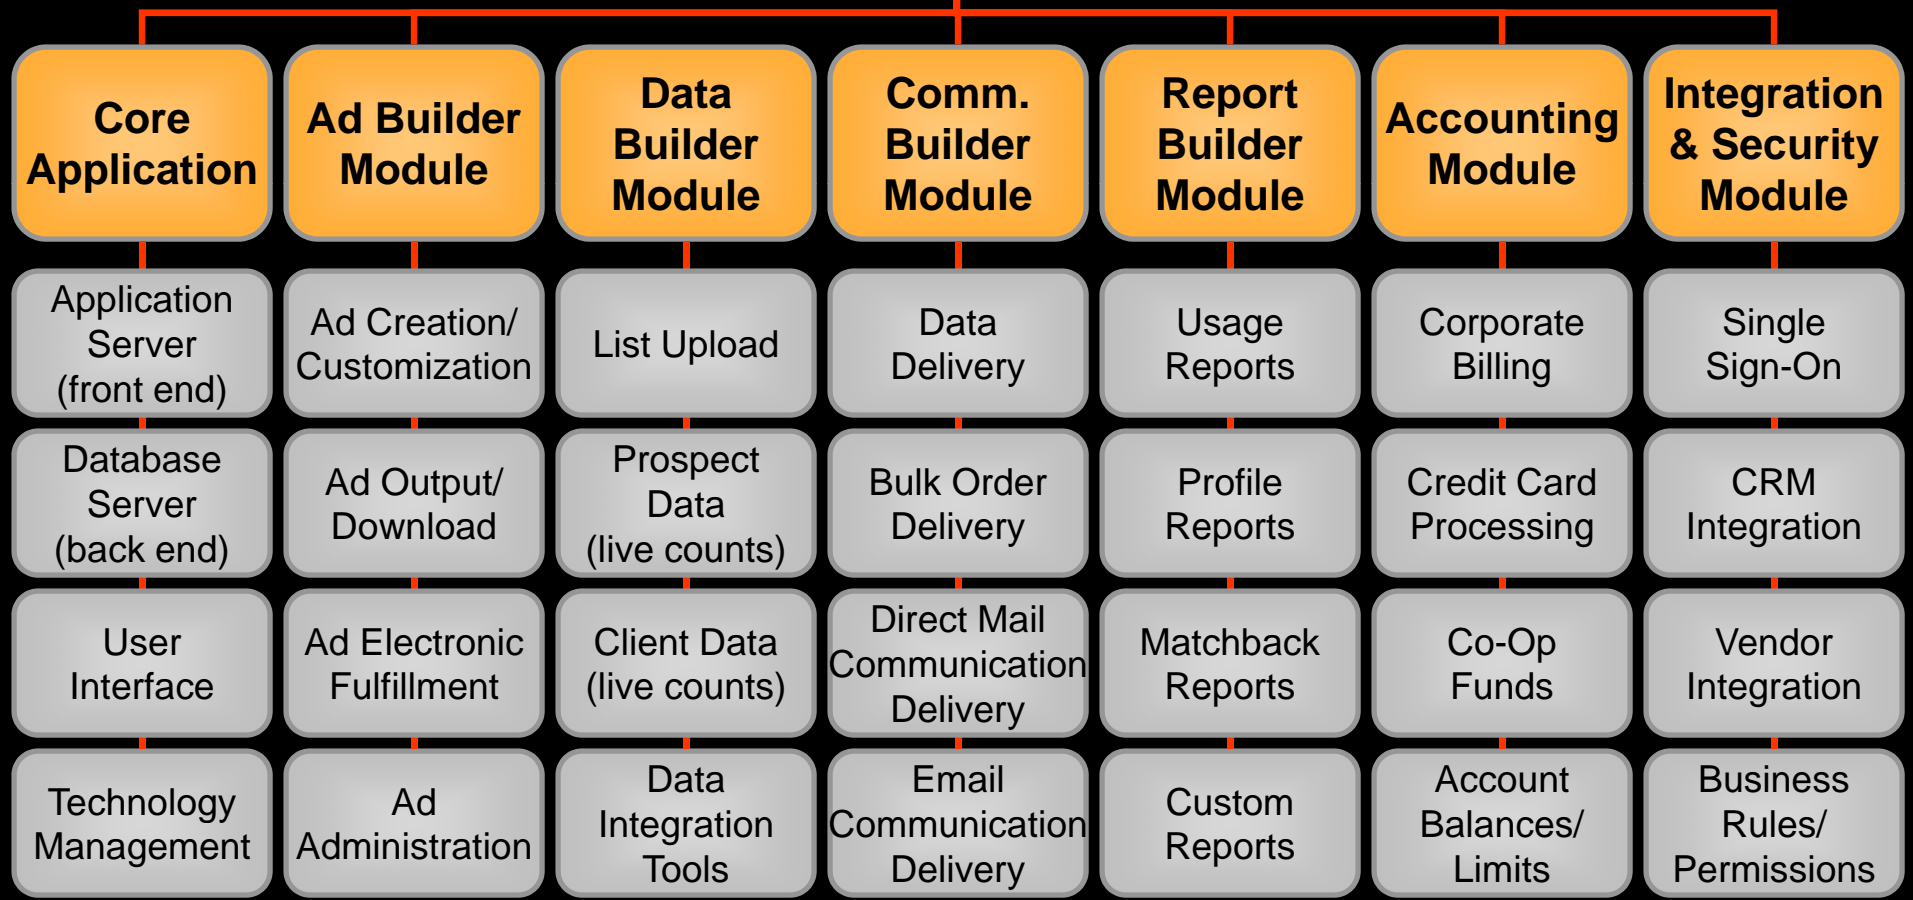 Core
Application
Ad Builder
Module
Data
Builder
Module
Comm.
Builder
Module
Report
Builder
Module
Accounting
Module
Integration
& Security
Module
Application
Server
(front end)
Ad Creation/
Customization
List Upload
Data
Delivery
Usage
Reports
Corporate
Billing
Single
Sign-On
Database
Server
(back end)
Ad Output/
Download
Prospect
Data
(live counts)
Bulk Order
Delivery
Profile
Reports
Credit Card
Processing
CRM
Integration
User
Interface
Ad Electronic
Fulfillment
Client Data
(live counts)
Direct Mail
Communication
Delivery
Matchback
Reports
Co-Op
Funds
Vendor
Integration
Technology
Management
Ad
Administration
Data
Integration
Tools
Email
Communication
Delivery
Custom
Reports
Account
Balances/
Limits
Business
Rules/
Permissions